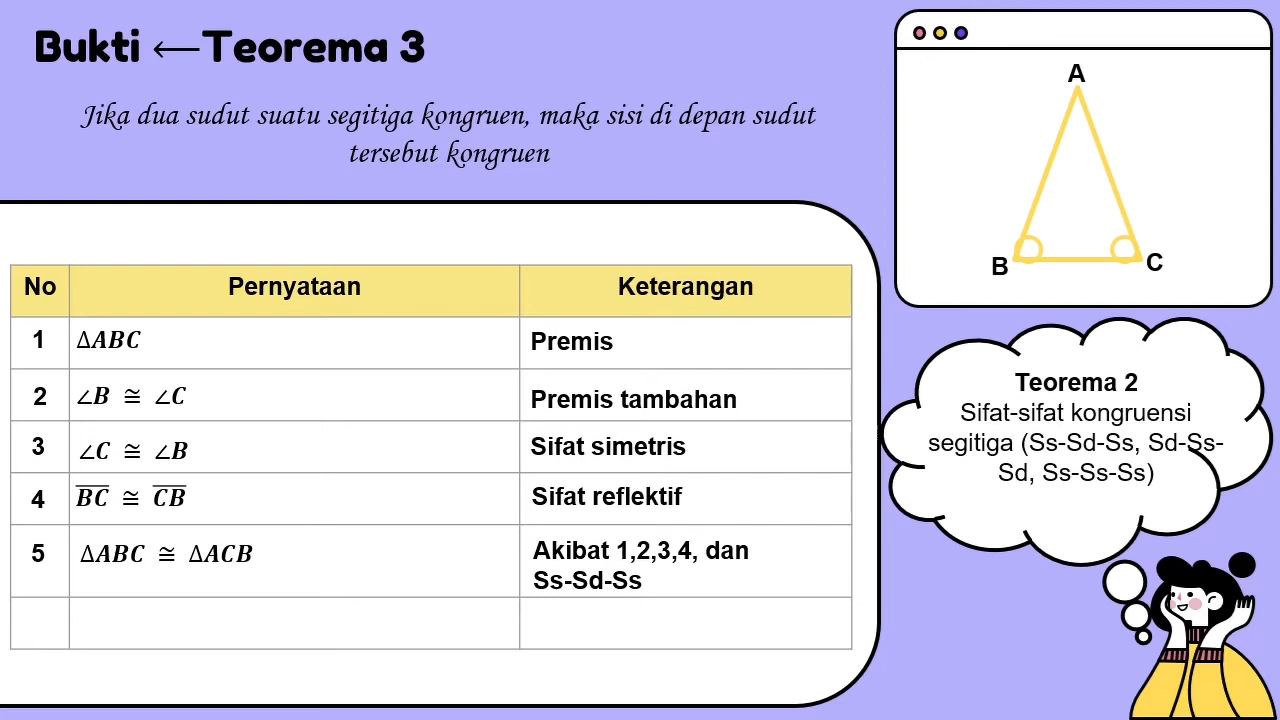 Bukti ⟵Teorema 3
Jika dua sudut suatu segitiga kongruen, maka sisi di depan sudut
tersebut kongruen
A
B
C
No Pernyataan Keterangan
1 ΔABC Premis
2 ∠B ≅ ∠C Premis tambahan
3 ∠C ≅ ∠B Sifat simetris
4 B̅C̅ ≅ C̅B̅ Sifat reflektif
5 ΔABC ≅ ΔACB Akibat 1,2,3,4, dan
Ss-Sd-Ss
Teorema 2
Sifat-sifat kongruensi
segitiga (Ss-Sd-Ss, Sd-Ss-
Sd, Ss-Ss-Ss)